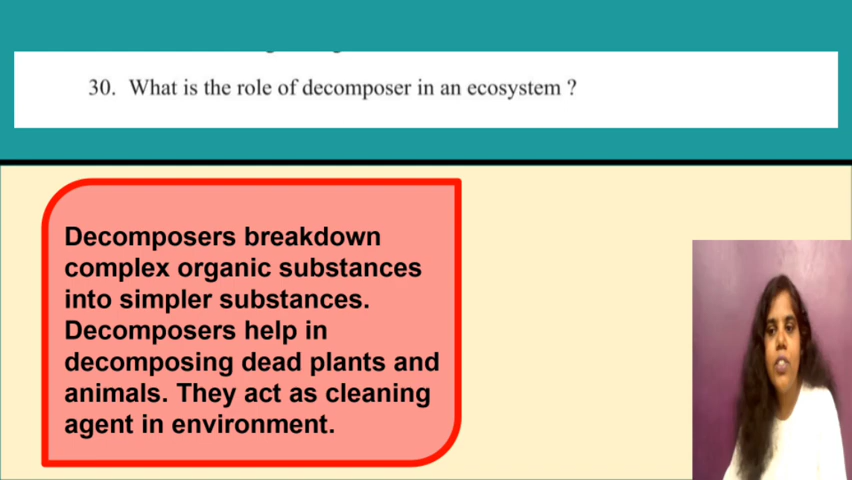 30. What is the role of decomposer in an ecosystem ?
Decomposers breakdown
complex organic substances
into simpler substances.
Decomposers help in
decomposing dead plants and
animals. They act as cleaning
agent in environment.